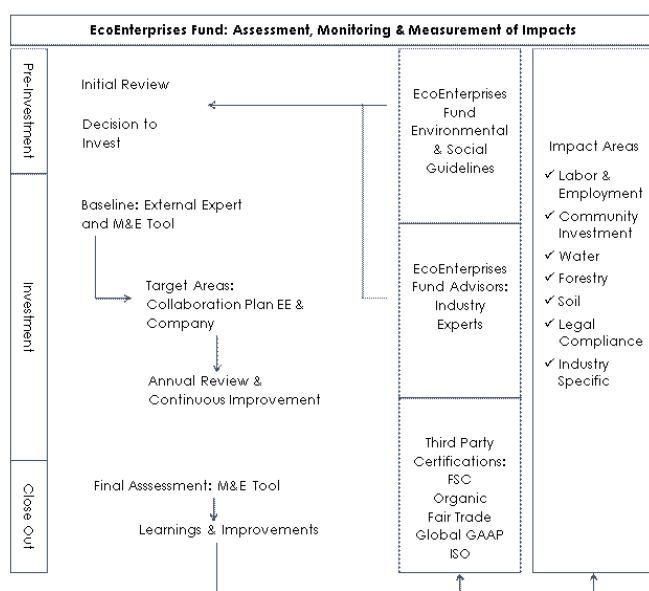 EcoEnterprises Fund: Assessment, Monitoring & Measurement of Impacts
Pre-Investment
Initial Review
Decision to
Invest
Investment
Baseline: External Expert
and M&E Tool
Target Areas:
Collaboration Plan EE &
Company
Annual Review &
Continuous Improvement
Close Out
Final Assessment: M&E Tool
Learnings & Improvements
EcoEnterprises
Fund
Environmental
& Social
Guidelines
EcoEnterprises
Fund Advisors:
Industry
Experts
Third Party
Certifications:
FSC
Organic
Fair Trade
Global GAAP
ISO
Impact Areas
✓ Labor &
Employment
✓ Community
Investment
✓ Water
✓ Forestry
✓ Soil
✓ Legal
Compliance
✓ Industry
Specific